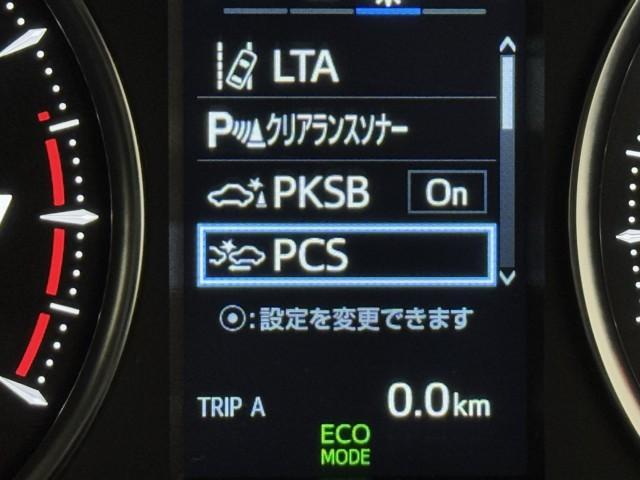 LTA
Pクリアランスソナー
PKSB On
PCS
⦿:設定を変更できます
TRIP A 0.0km
ECO
MODE